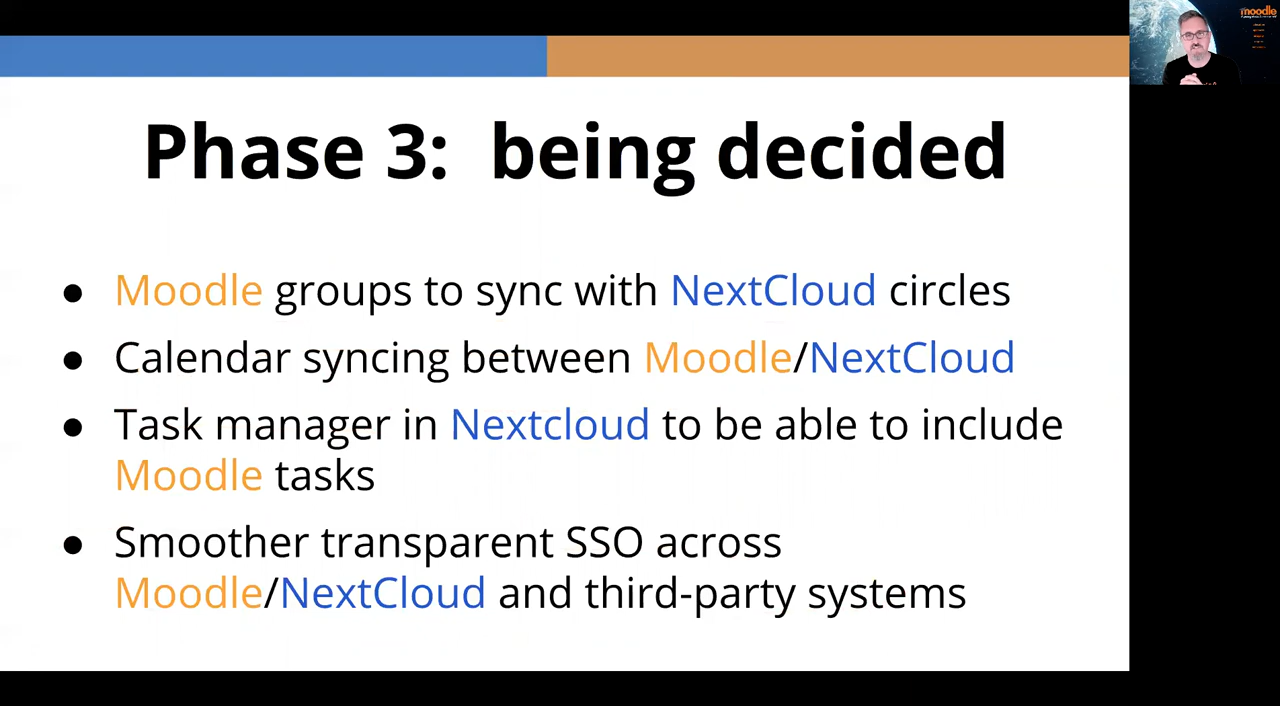 moodle
Phase 3: being decided
● Moodle groups to sync with NextCloud circles
● Calendar syncing between Moodle/NextCloud
● Task manager in Nextcloud to be able to include
Moodle tasks
● Smoother transparent SSO across
Moodle/NextCloud and third-party systems